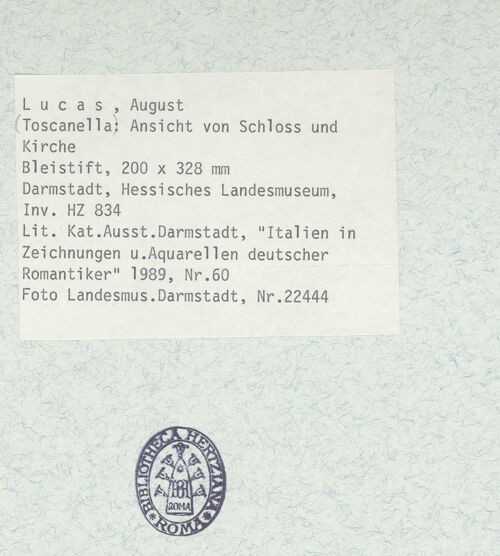 L u c a s , August
(Toscanella): Ansicht von Schloss und
Kirche
Bleistift, 200 x 328 mm
Darmstadt, Hessisches Landesmuseum,
Inv. HZ 834
Lit. Kat.Ausst.Darmstadt, "Italien in
Zeichnungen u.Aquarellen deutscher
Romantiker" 1989, Nr.60
Foto Landesmus.Darmstadt, Nr.22444
BIBLIOTHECA HERTZIANA
ROMA
ROMA